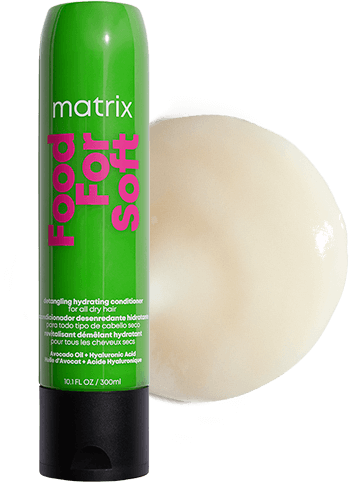 matrix
Food
For
Soft
detangling hydrating conditioner
for all dry hair
acondicionador desenredante hidratante
para todo tipo de cabello seco
revitalisant démêlant hydratant
pour tous les cheveux secs
Avocado Oil + Hyaluronic Acid
Huile d'Avocat + Acide Hyaluronique
10.1 FL OZ / 300ml